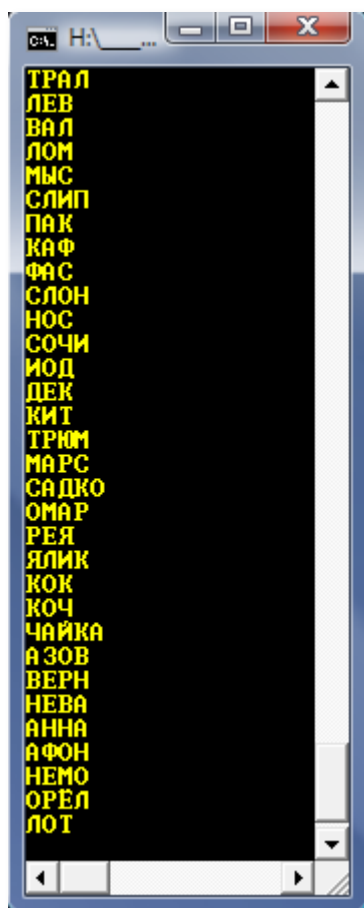 H:\___...
ТРАЛ
ЛЕВ
ВАЛ
ЛОМ
МЫС
СЛИП
ПАК
КАФ
ФАС
СЛОН
НОС
СОЧИ
ИОД
ДЕК
КИТ
ТРЮМ
МАРС
САДКО
ОМАР
РЕЯ
ЯЛИК
КОК
КОЧ
ЧАЙКА
АЗОВ
ВЕРН
НЕВА
АННА
АФОН
НЕМО
ОРЁЛ
ЛОТ